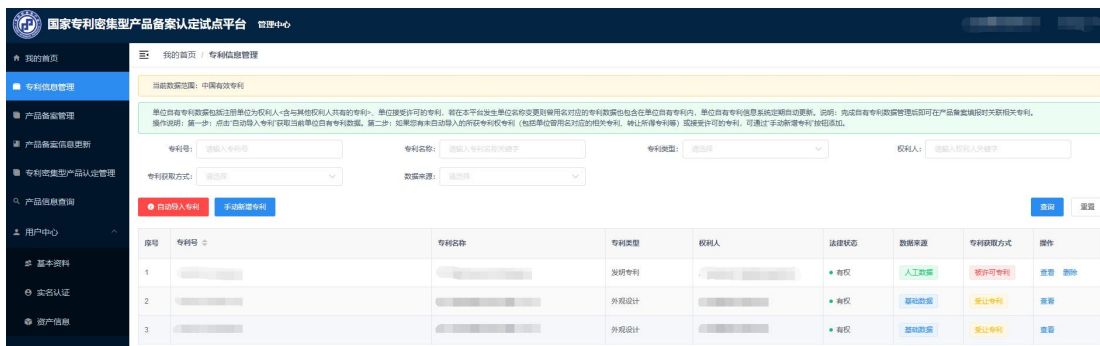 国家专利密集型产品备案认定试点平台 管理中心
我的首页
专利信息管理
产品备案管理
产品备案信息更新
专利密集型产品认定管理
产品信息查询
用户中心
基本资料
实名认证
资产信息
我的首页 / 专利信息管理
当前数据范围：中国有效专利
单位自有专利数据包括注册单位为权利人<含与其他权利人共有的专利>、单位接受许可的专利，若在本平台发生单位名称变更则曾用名对应的专利数据也包含在单位自有专利内、单位自有专利信息系统定期自动更新。说明：完成自有专利数据管理后即可在产品备案填报时关联相关专利。
操作说明：第一步：点击“自动导入专利”获取当前单位自有专利数据。第二步：如果您有未自动导入的所获专利权专利（包括单位曾用名对应的相关专利、转让所得专利等）或接受许可的专利，可通过“手动新增专利”按钮添加。
专利号： 请输入专利号 专利名称： 请输入专利名称关键字 专利类型： 请选择 权利人： 请输入权利人关键字
专利获取方式： 请选择 数据来源： 请选择
自动导入专利 手动新增专利 查询 重置
序号 专利号 专利名称 专利类型 权利人 法律状态 数据来源 专利获取方式 操作
1 发明专利 有权 人工数据 被许可专利 查看 删除
2 外观设计 有权 基础数据 受让专利 查看
3 外观设计 有权 基础数据 受让专利 查看